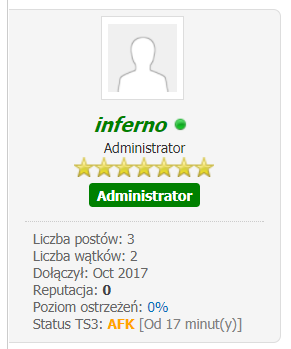 inferno
Administrator
Administrator
Liczba postów: 3
Liczba wątków: 2
Dołączył: Oct 2017
Reputacja: 0
Poziom ostrzeżeń: 0%
Status TS3: AFK [Od 17 minut(y)]